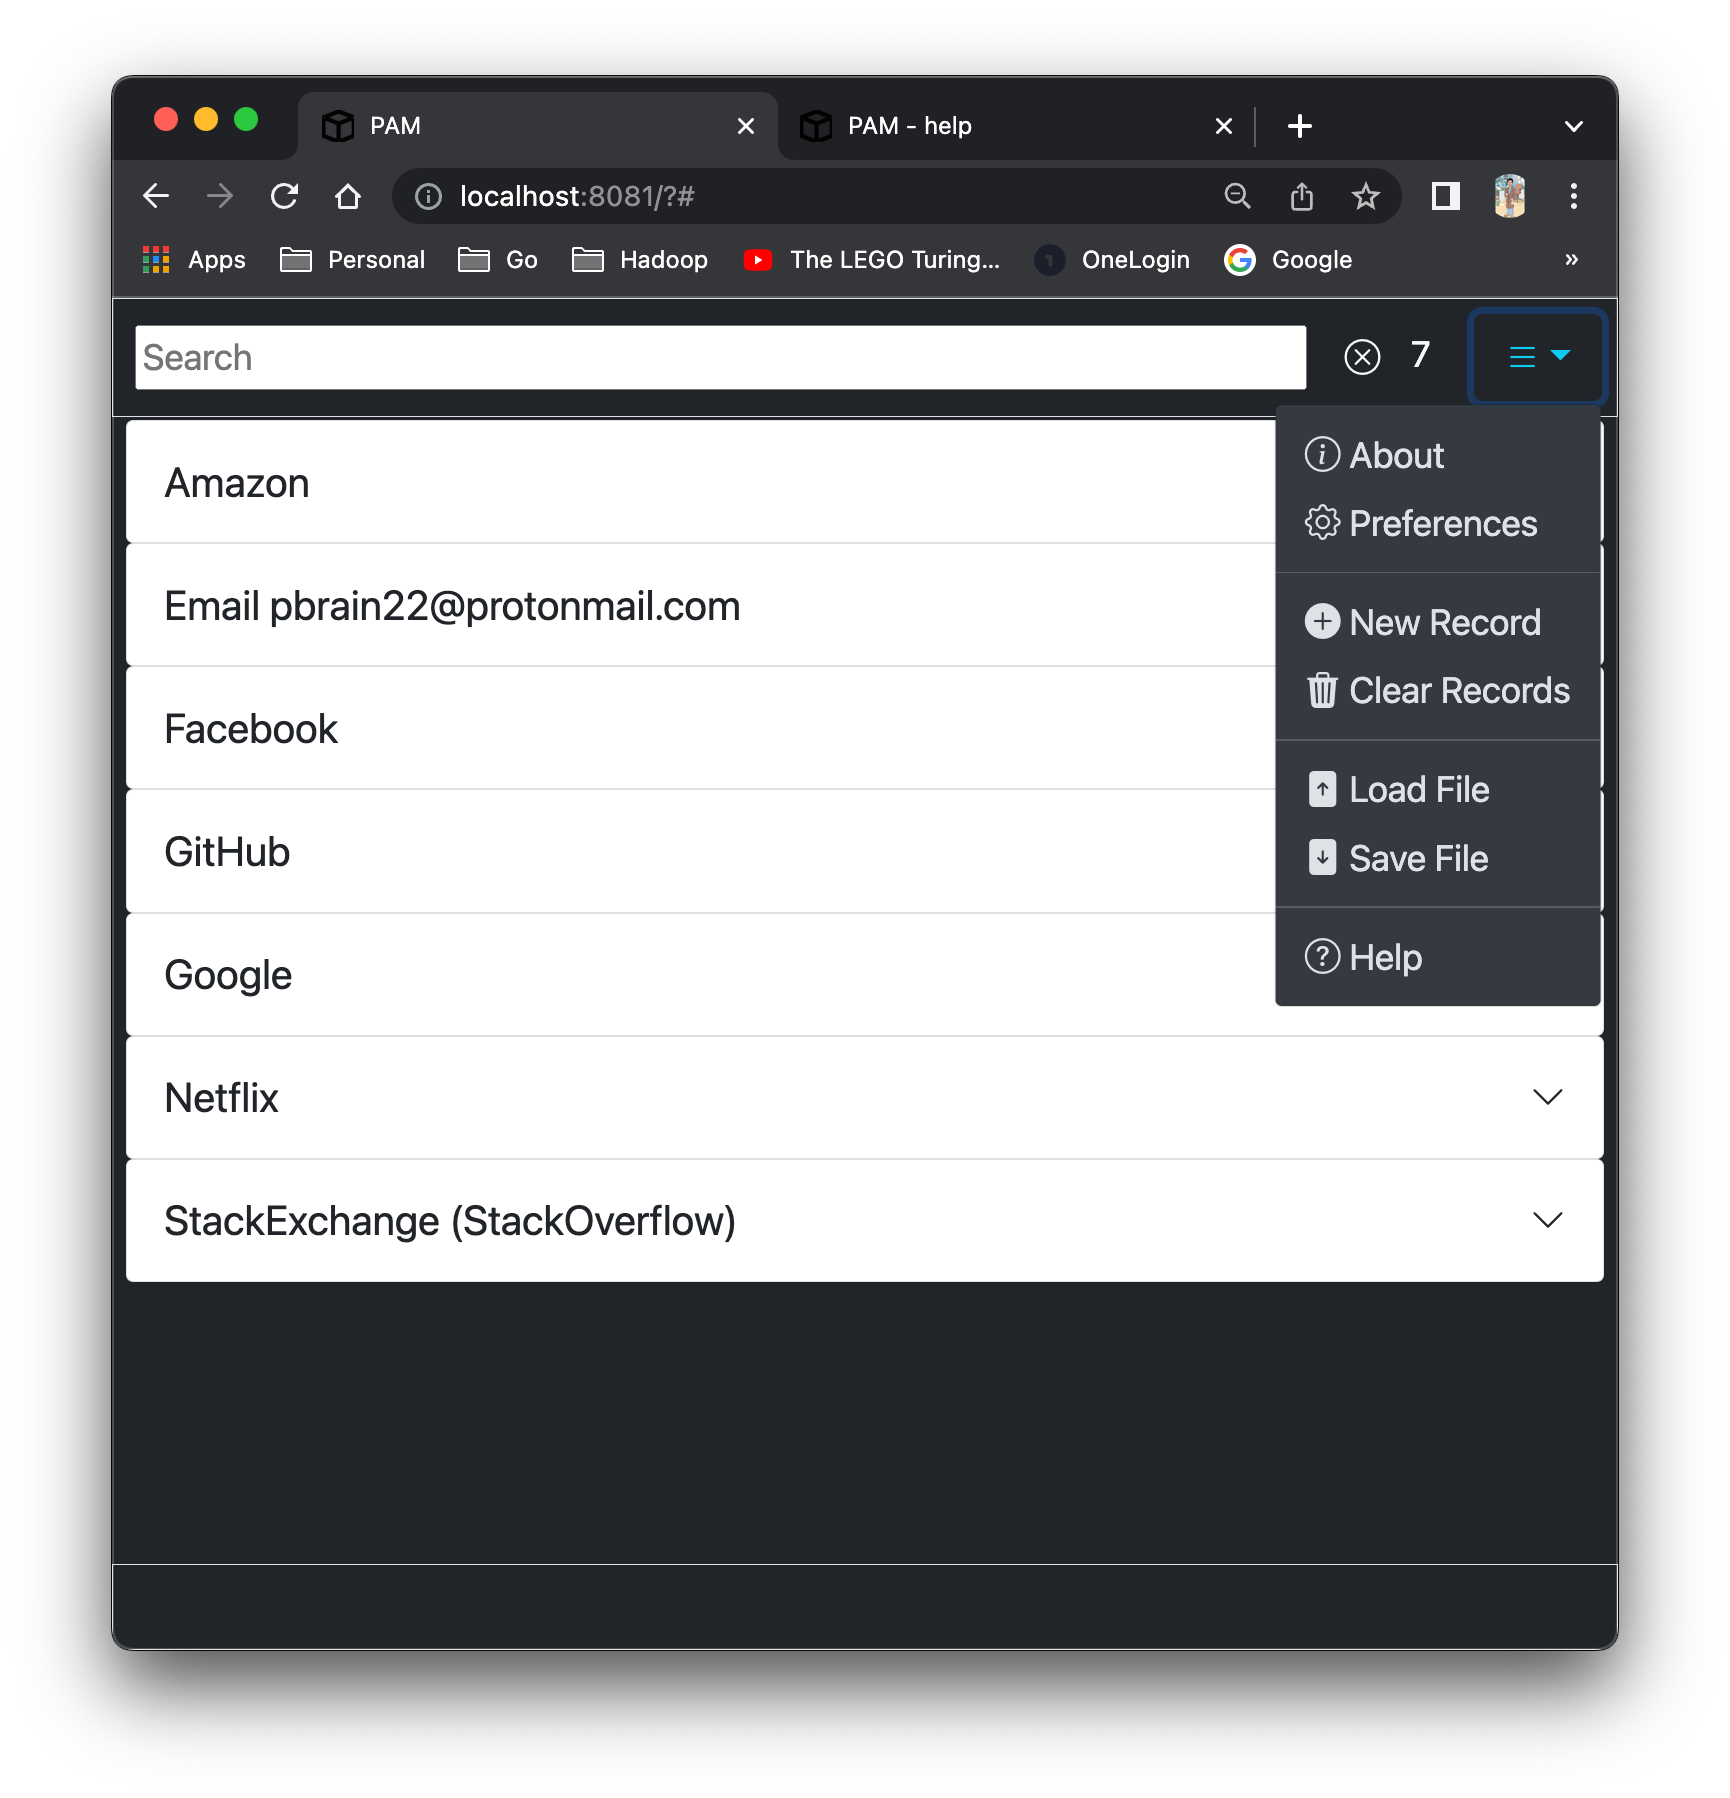 PAM
PAM - help
localhost:8081/?#
Apps Personal Go Hadoop The LEGO Turing... OneLogin Google »
Search
7
About
Preferences
New Record
Clear Records
Load File
Save File
Help
Amazon
Email pbrain22@protonmail.com
Facebook
GitHub
Google
Netflix
StackExchange (StackOverflow)